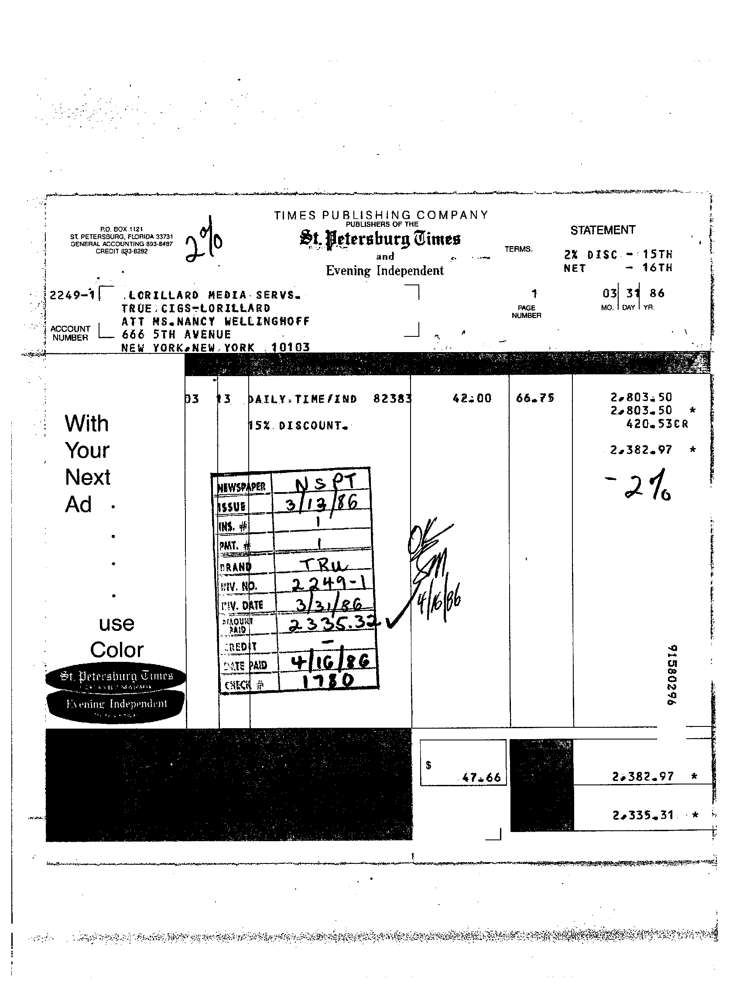 TIMES PUBLISHING COMPANY
PUBLISHERS OF THE
St. Petersburg Times
and
Evening Independent
P.O. BOX 1121
ST. PETERSBURG, FLORIDA 33731
GENERAL ACCOUNTING 893-8487
CREDIT 893-8282
2%
STATEMENT
TERMS.
2% DISC - 15TH
NET - 16TH
2249-1
ACCOUNT
NUMBER
LORILLARD MEDIA SERVS.
TRUE CIGS-LORILLARD
ATT MS.NANCY WELLINGHOFF
666 5TH AVENUE
NEW YORK,NEW YORK 10103
1
PAGE
NUMBER
03 31 86
MO. DAY YR.
03 13 DAILY TIME/IND 82383 42.00 66.75 2,803.50
2,803.50 *
15% DISCOUNT. 420.53CR
2,382.97 *
- 2%
With
Your
Next
Ad
use
Color
St. Petersburg Times
Evening Independent
NEWSPAPER NSPT
ISSUE 3/13/86
INS. # 1
PMT. # 1
BRAND TRU
INV. NO. 2249-1
INV. DATE 3/31/86
AMOUNT PAID 2335.32
CREDIT -
DATE PAID 4/16/86
CHECK # 1780
OK
SM
4/16/86
91580296
$ 47.66 2,382.97 *
2,335.31 *